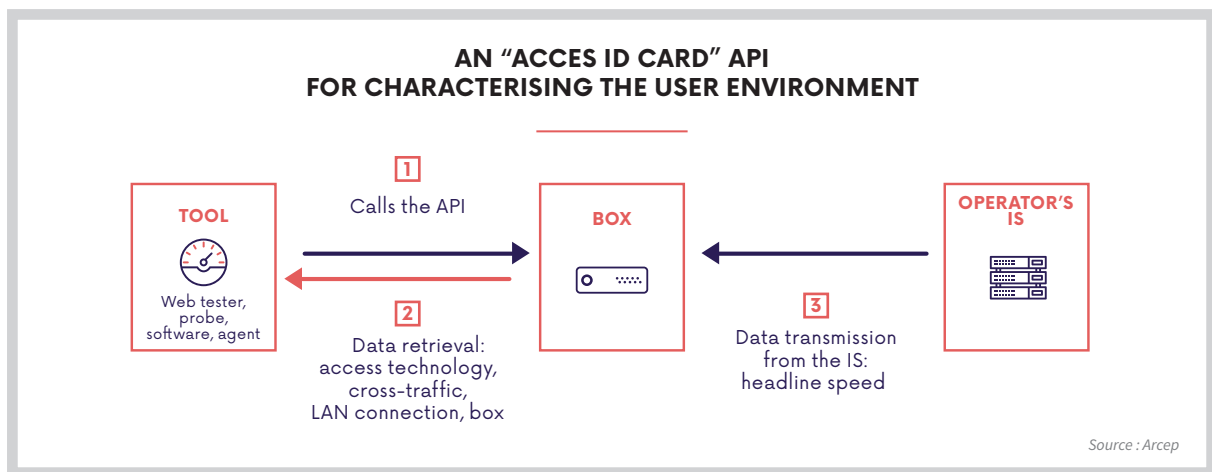 AN “ACCES ID CARD” API
FOR CHARACTERISING THE USER ENVIRONMENT
TOOL
Web tester,
probe,
software, agent
1
Calls the API
2
Data retrieval:
access technology,
cross-traffic,
LAN connection, box
BOX
3
Data transmission
from the IS:
headline speed
OPERATOR’S
IS
Source : Arcep